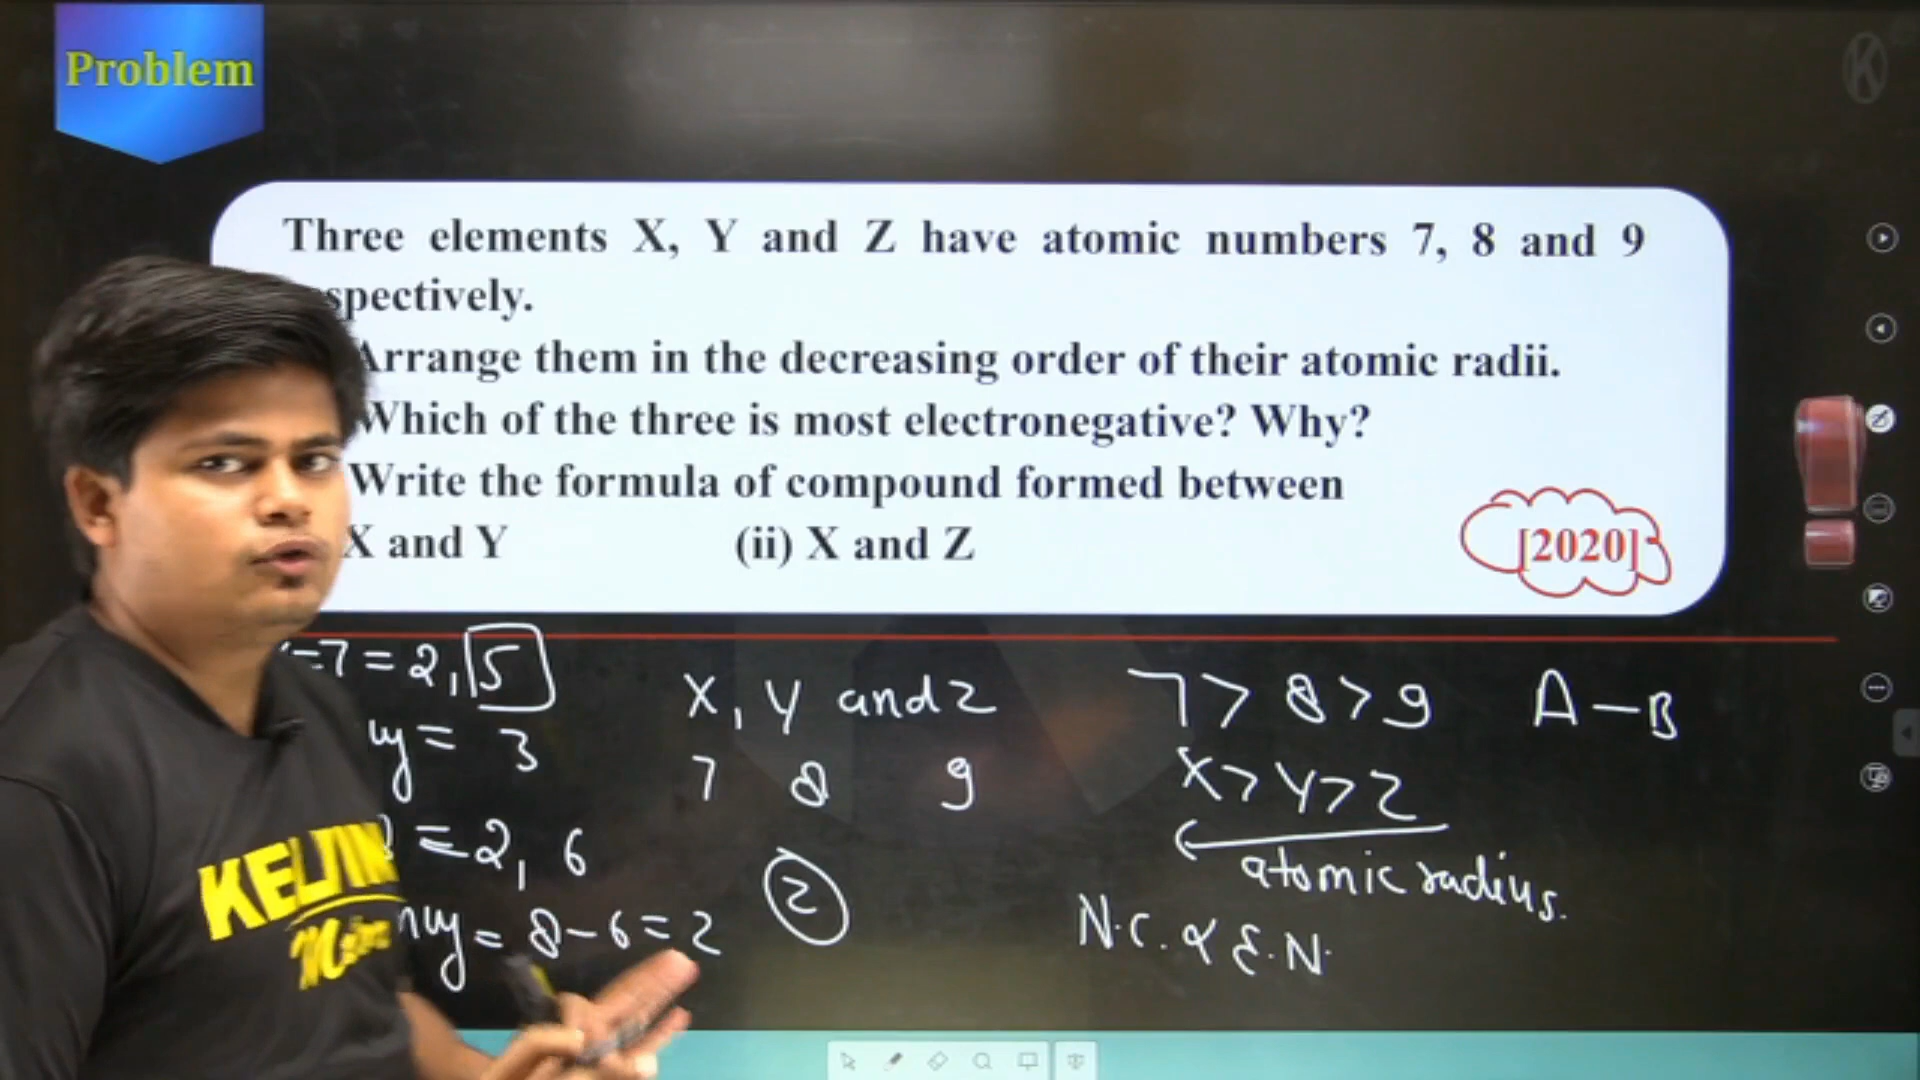 Problem
Three elements X, Y and Z have atomic numbers 7, 8 and 9
spectively.
Arrange them in the decreasing order of their atomic radii.
Which of the three is most electronegative? Why?
Write the formula of compound formed between
X and Y (ii) X and Z
[2020]
=7 = 2, 5
y = 3
= 2, 6
y = 8-6=2
X, Y and Z
7 8 9
2
7 > 8 > 9
X > Y > Z
atomic radius.
N.C. α E.N.
A - B
KELVIN